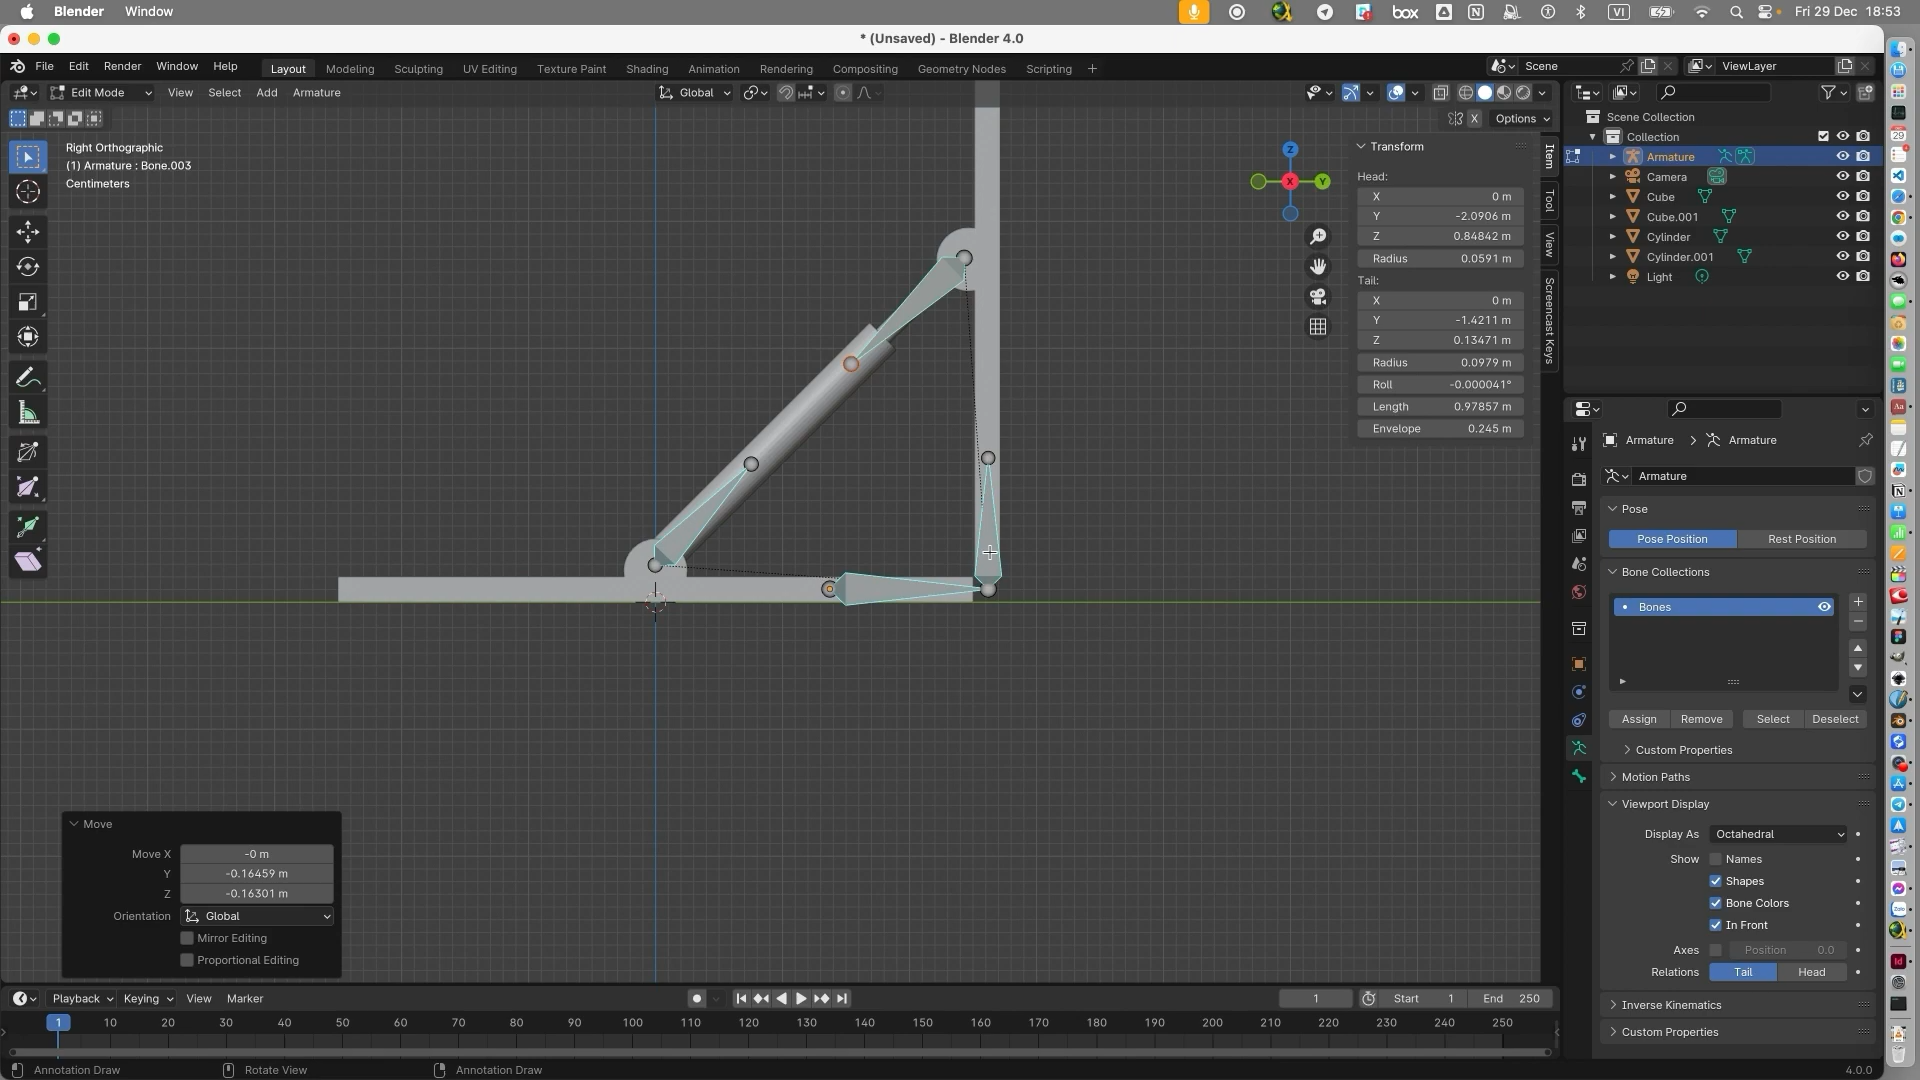 Blender Window
box N VI Fri 29 Dec 18:53
* (Unsaved) - Blender 4.0
File Edit Render Window Help Layout Modeling Sculpting UV Editing Texture Paint Shading Animation Rendering Compositing Geometry Nodes Scripting + Scene ViewLayer
Edit Mode View Select Add Armature Global
X Options
Scene Collection
Collection
Armature
Camera
Cube
Cube.001
Cylinder
Cylinder.001
Light
Right Orthographic
(1) Armature : Bone.003
Centimeters
Z
X
Y
Transform
Head:
X 0 m
Y -2.0906 m
Z 0.84842 m
Radius 0.0591 m
Tail:
X 0 m
Y -1.4211 m
Z 0.13471 m
Radius 0.0979 m
Roll -0.000041°
Length 0.97857 m
Envelope 0.245 m
Item
Tool
View
Screencast Keys
Armature > Armature
Armature
Pose
Pose Position Rest Position
Bone Collections
Bones
Assign Remove Select Deselect
Custom Properties
Motion Paths
Viewport Display
Display As Octahedral
Show Names
Shapes
Bone Colors
In Front
Axes Position 0.0
Relations Tail Head
Inverse Kinematics
Custom Properties
Move
Move X -0 m
Y -0.16459 m
Z -0.16301 m
Orientation Global
Mirror Editing
Proportional Editing
Playback Keying View Marker 1 Start 1 End 250
1 10 20 30 40 50 60 70 80 90 100 110 120 130 140 150 160 170 180 190 200 210 220 230 240 250
Annotation Draw Rotate View Annotation Draw 4.0.0